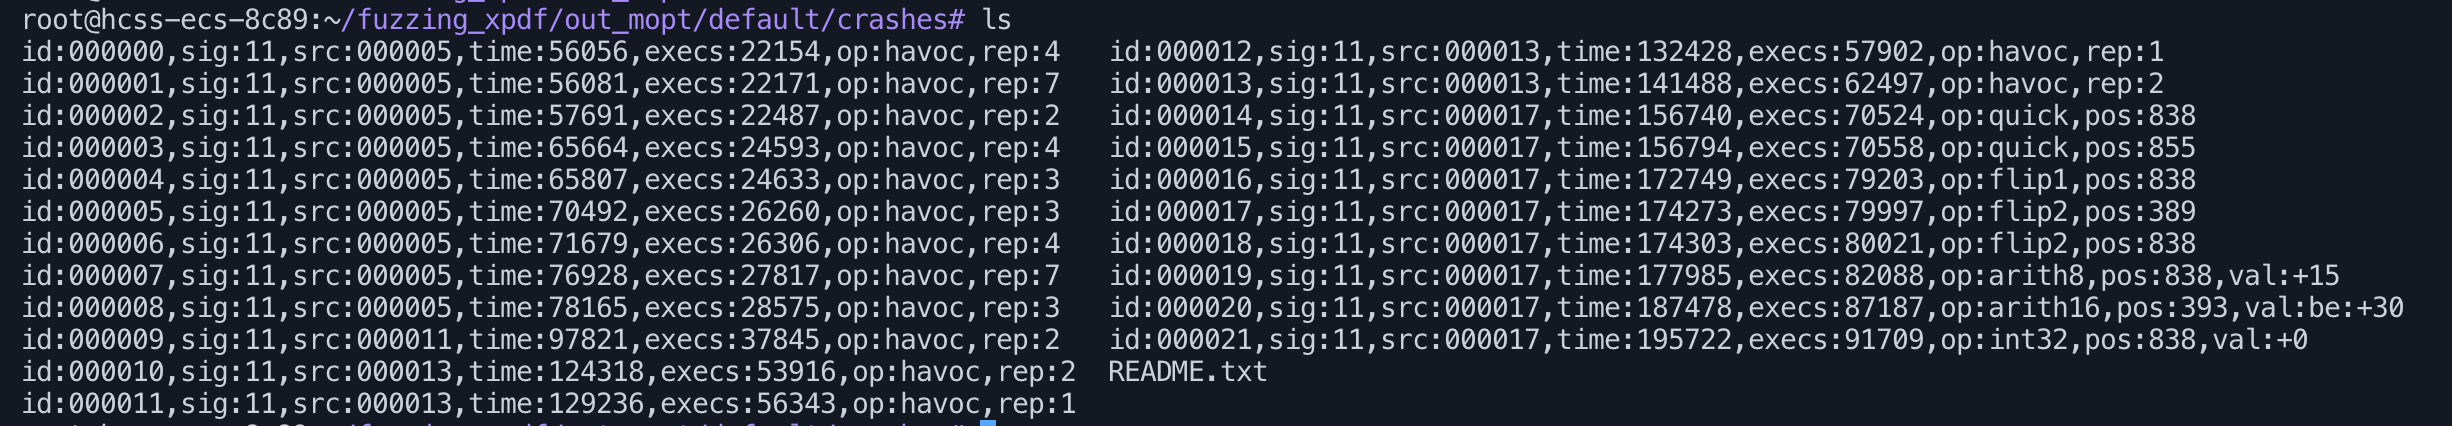 root@hcss-ecs-8c89:~/fuzzing_xpdf/out_mopt/default/crashes# ls
id:000000,sig:11,src:000005,time:56056,execs:22154,op:havoc,rep:4   id:000012,sig:11,src:000013,time:132428,execs:57902,op:havoc,rep:1
id:000001,sig:11,src:000005,time:56081,execs:22171,op:havoc,rep:7   id:000013,sig:11,src:000013,time:141488,execs:62497,op:havoc,rep:2
id:000002,sig:11,src:000005,time:57691,execs:22487,op:havoc,rep:2   id:000014,sig:11,src:000017,time:156740,execs:70524,op:quick,pos:838
id:000003,sig:11,src:000005,time:65664,execs:24593,op:havoc,rep:4   id:000015,sig:11,src:000017,time:156794,execs:70558,op:quick,pos:855
id:000004,sig:11,src:000005,time:65807,execs:24633,op:havoc,rep:3   id:000016,sig:11,src:000017,time:172749,execs:79203,op:flip1,pos:838
id:000005,sig:11,src:000005,time:70492,execs:26260,op:havoc,rep:3   id:000017,sig:11,src:000017,time:174273,execs:79997,op:flip2,pos:389
id:000006,sig:11,src:000005,time:71679,execs:26306,op:havoc,rep:4   id:000018,sig:11,src:000017,time:174303,execs:80021,op:flip2,pos:838
id:000007,sig:11,src:000005,time:76928,execs:27817,op:havoc,rep:7   id:000019,sig:11,src:000017,time:177985,execs:82088,op:arith8,pos:838,val:+15
id:000008,sig:11,src:000005,time:78165,execs:28575,op:havoc,rep:3   id:000020,sig:11,src:000017,time:187478,execs:87187,op:arith16,pos:393,val:be:+30
id:000009,sig:11,src:000011,time:97821,execs:37845,op:havoc,rep:2   id:000021,sig:11,src:000017,time:195722,execs:91709,op:int32,pos:838,val:+0
id:000010,sig:11,src:000013,time:124318,execs:53916,op:havoc,rep:2  README.txt
id:000011,sig:11,src:000013,time:129236,execs:56343,op:havoc,rep:1